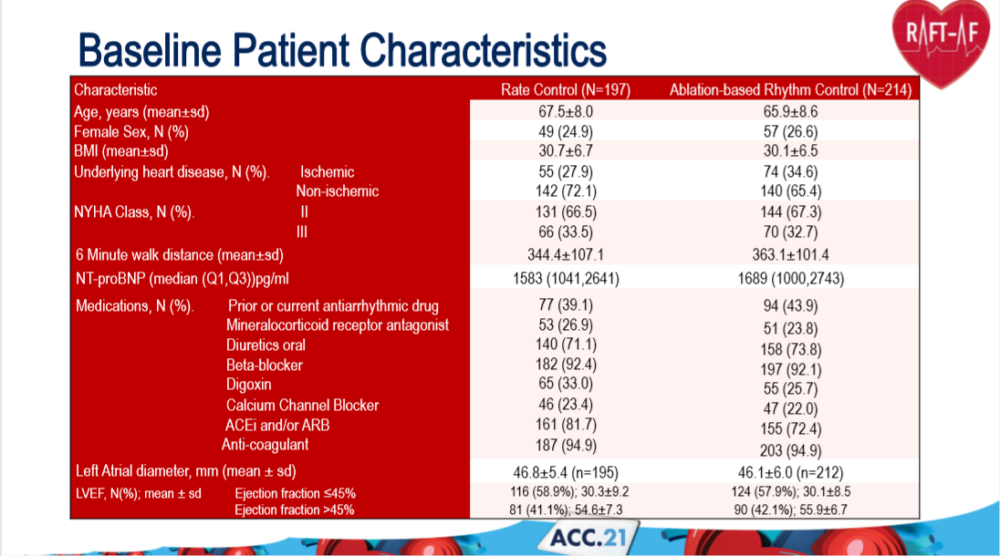 RAFT-AF
Baseline Patient Characteristics
Characteristic Rate Control (N=197) Ablation-based Rhythm Control (N=214)
Age, years (mean±sd) 67.5±8.0 65.9±8.6
Female Sex, N (%) 49 (24.9) 57 (26.6)
BMI (mean±sd) 30.7±6.7 30.1±6.5
Underlying heart disease, N (%). Ischemic 55 (27.9) 74 (34.6)
Non-ischemic 142 (72.1) 140 (65.4)
NYHA Class, N (%). II 131 (66.5) 144 (67.3)
III 66 (33.5) 70 (32.7)
6 Minute walk distance (mean±sd) 344.4±107.1 363.1±101.4
NT-proBNP (median (Q1,Q3))pg/ml 1583 (1041,2641) 1689 (1000,2743)
Medications, N (%). Prior or current antiarrhythmic drug 77 (39.1) 94 (43.9)
Mineralocorticoid receptor antagonist 53 (26.9) 51 (23.8)
Diuretics oral 140 (71.1) 158 (73.8)
Beta-blocker 182 (92.4) 197 (92.1)
Digoxin 65 (33.0) 55 (25.7)
Calcium Channel Blocker 46 (23.4) 47 (22.0)
ACEi and/or ARB 161 (81.7) 155 (72.4)
Anti-coagulant 187 (94.9) 203 (94.9)
Left Atrial diameter, mm (mean ± sd) 46.8±5.4 (n=195) 46.1±6.0 (n=212)
LVEF, N(%); mean ± sd Ejection fraction ≤45% 116 (58.9%); 30.3±9.2 124 (57.9%); 30.1±8.5
Ejection fraction >45% 81 (41.1%); 54.6±7.3 90 (42.1%); 55.9±6.7
ACC.21